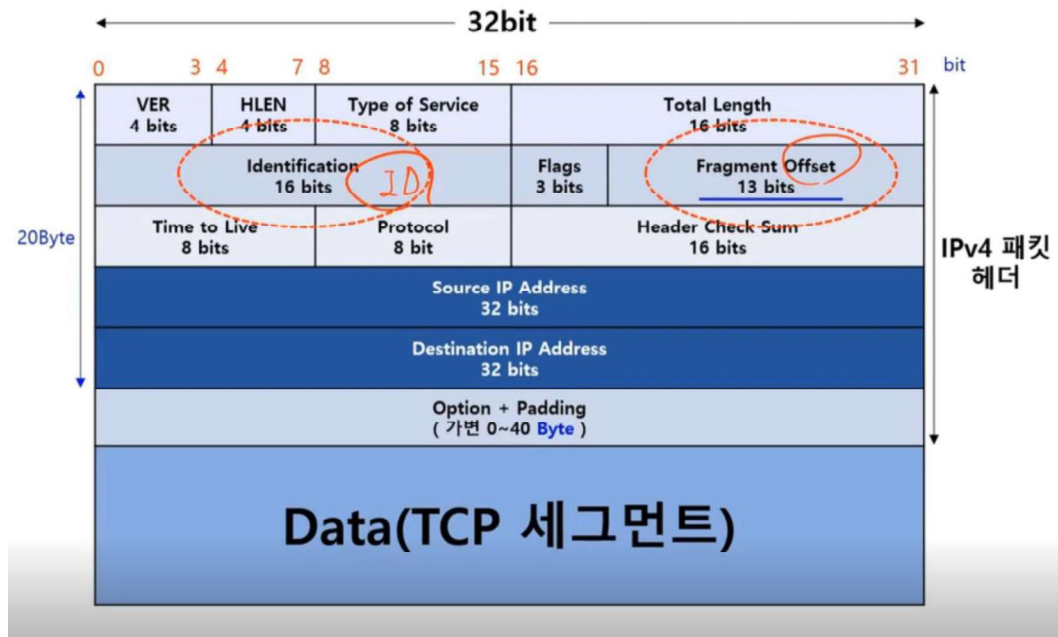 32bit
0 3 4 7 8 15 16 31 bit
VER HLEN Type of Service Total Length
4 bits 4 bits 8 bits 16 bits
Identification Flags Fragment Offset
16 bits ID 3 bits 13 bits
Time to Live Protocol Header Check Sum
8 bits 8 bit 16 bits
20Byte
IPv4 패킷
헤더
Source IP Address
32 bits
Destination IP Address
32 bits
Option + Padding
( 가변 0~40 Byte )
Data(TCP 세그먼트)